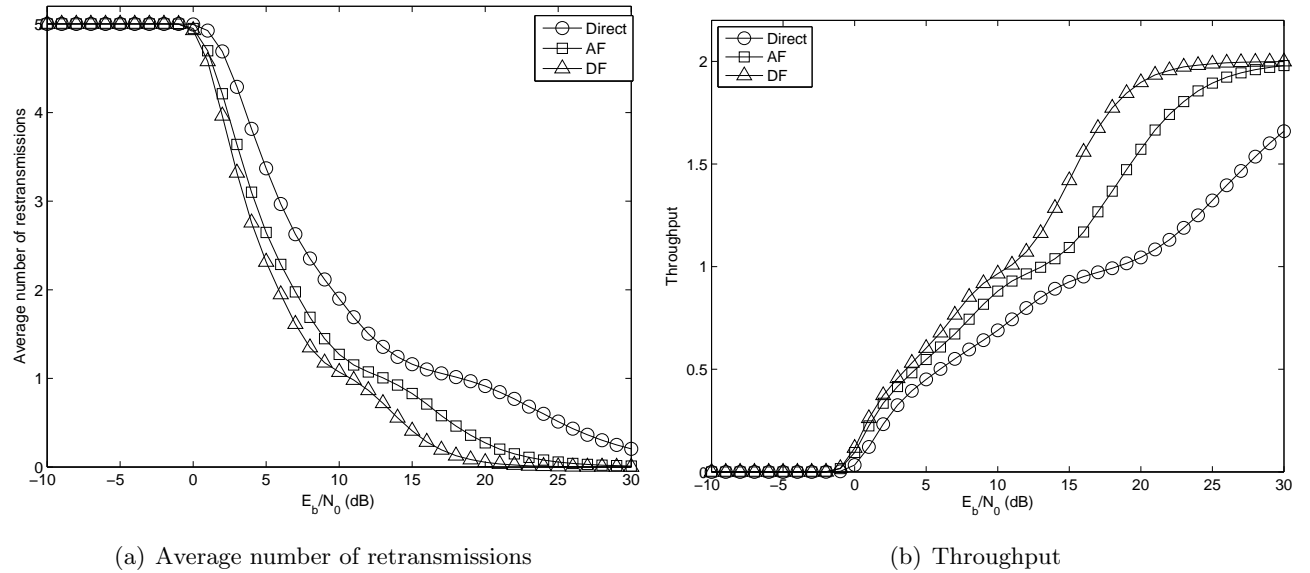 Average number of restransmissions
5
4
3
2
1
0
−10
−5
0
5
10
15
20
25
30
E_b/N_0 (dB)
Direct
AF
DF
(a) Average number of retransmissions
Throughput
2
1.5
1
0.5
0
−10
−5
0
5
10
15
20
25
30
E_b/N_0 (dB)
Direct
AF
DF
(b) Throughput